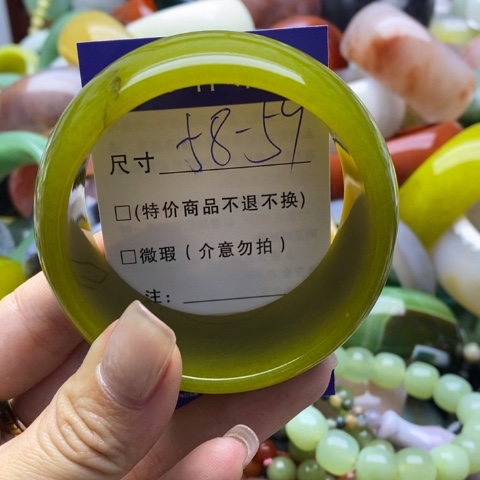 尺寸 58-59
□(特价商品不退不换)
□微瑕（介意勿拍）
注：